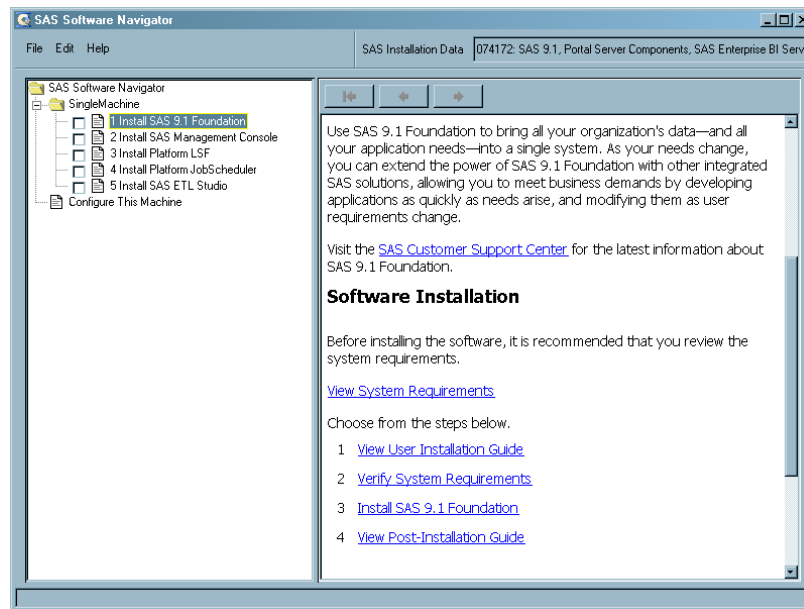 SAS Software Navigator
File Edit Help
SAS Installation Data 074172: SAS 9.1, Portal Server Components, SAS Enterprise BI Serv
SAS Software Navigator
SingleMachine
1 Install SAS 9.1 Foundation
2 Install SAS Management Console
3 Install Platform LSF
4 Install Platform JobScheduler
5 Install SAS ETL Studio
Configure This Machine
Use SAS 9.1 Foundation to bring all your organization's data—and all
your application needs—into a single system. As your needs change,
you can extend the power of SAS 9.1 Foundation with other integrated
SAS solutions, allowing you to meet business demands by developing
applications as quickly as needs arise, and modifying them as user
requirements change.
Visit the SAS Customer Support Center for the latest information about
SAS 9.1 Foundation.
Software Installation
Before installing the software, it is recommended that you review the
system requirements.
View System Requirements
Choose from the steps below.
1 View User Installation Guide
2 Verify System Requirements
3 Install SAS 9.1 Foundation
4 View Post-Installation Guide